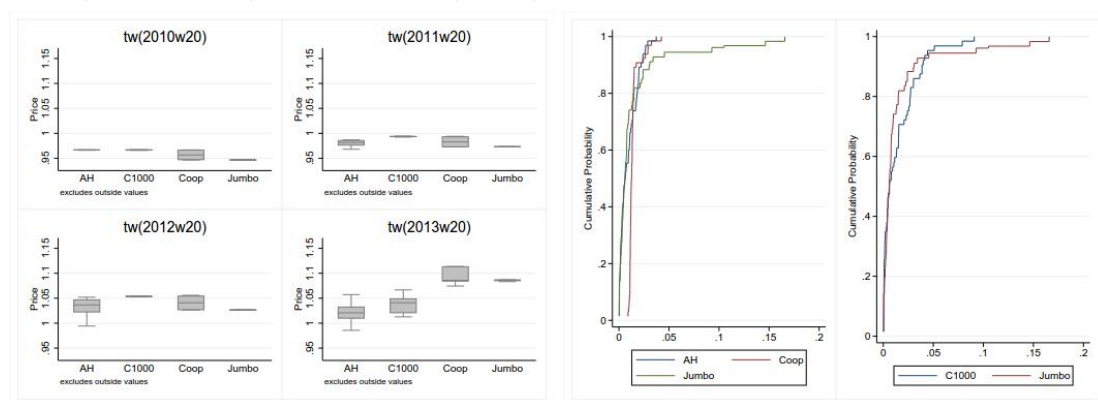 tw(2010w20)
Price
.95 1 1.05 1.1 1.15
AH C1000 Coop Jumbo
excludes outside values
tw(2011w20)
Price
.95 1 1.05 1.1 1.15
AH C1000 Coop Jumbo
excludes outside values
tw(2012w20)
Price
.95 1 1.05 1.1 1.15
AH C1000 Coop Jumbo
excludes outside values
tw(2013w20)
Price
.95 1 1.05 1.1 1.15
AH C1000 Coop Jumbo
excludes outside values
Cumulative Probability
1
.8
.6
.4
.2
0
0 .05 .1 .15 .2
AH Coop
Jumbo
Cumulative Probability
1
.8
.6
.4
.2
0
0 .05 .1 .15 .2
C1000 Jumbo